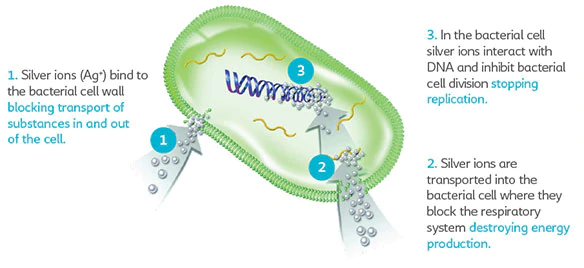 1. Silver ions (Ag⁺) bind to
the bacterial cell wall
blocking transport of
substances in and out
of the cell.
1
3
2
3. In the bacterial cell
silver ions interact with
DNA and inhibit bacterial
cell division stopping
replication.
2. Silver ions are
transported into the
bacterial cell where they
block the respiratory
system destroying energy
production.